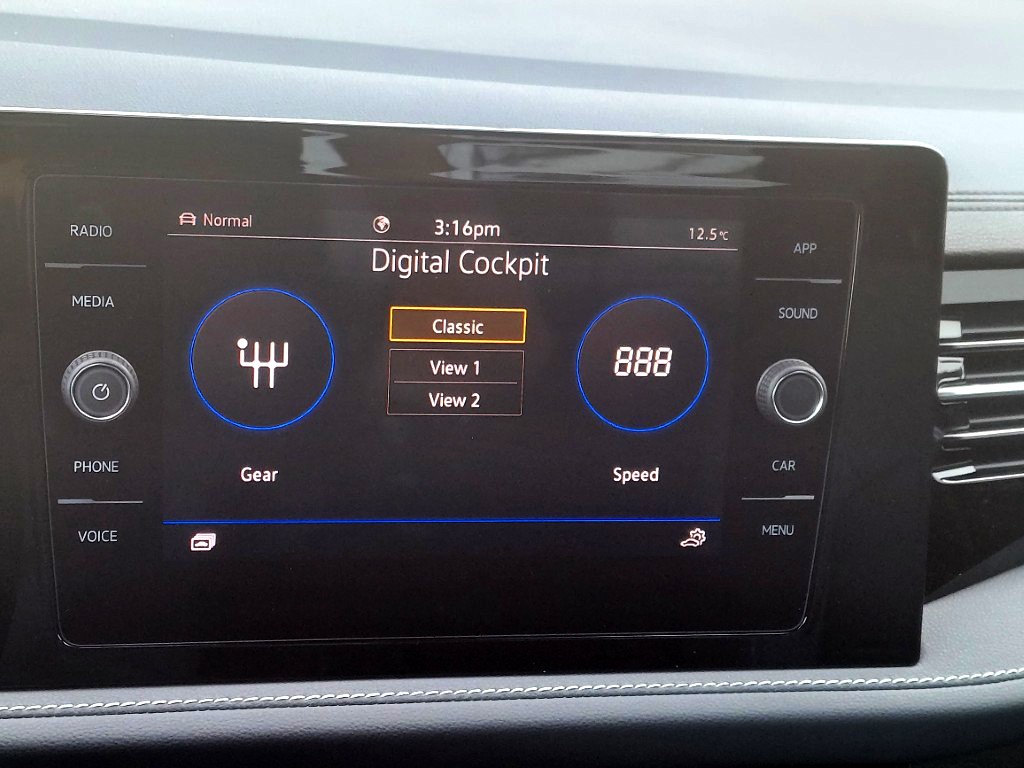 RADIO
MEDIA
PHONE
VOICE
Normal
3:16pm
12.5°C
Digital Cockpit
Classic
View 1
View 2
888
Gear
Speed
APP
SOUND
CAR
MENU